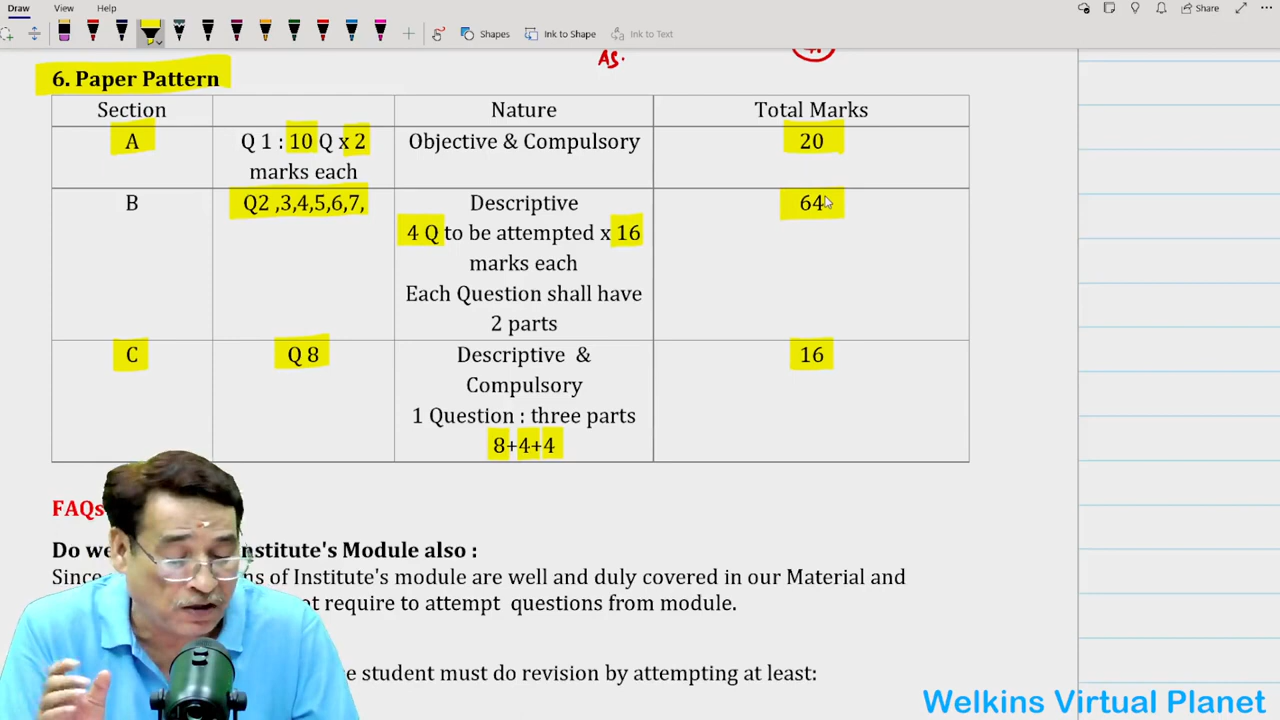 Draw View Help
Share
Shapes Ink to Shape Ink to Text
AS.
6. Paper Pattern
Section Nature Total Marks
A Q 1 : 10 Q x 2 Objective & Compulsory 20
marks each
B Q2 ,3,4,5,6,7, Descriptive 64
4 Q to be attempted x 16
marks each
Each Question shall have
2 parts
C Q 8 Descriptive & 16
Compulsory
1 Question : three parts
8+4+4
FAQs
Do we nstitute's Module also :
Since ns of Institute's module are well and duly covered in our Material and
ot require to attempt questions from module.
e student must do revision by attempting at least:
Welkins Virtual Planet